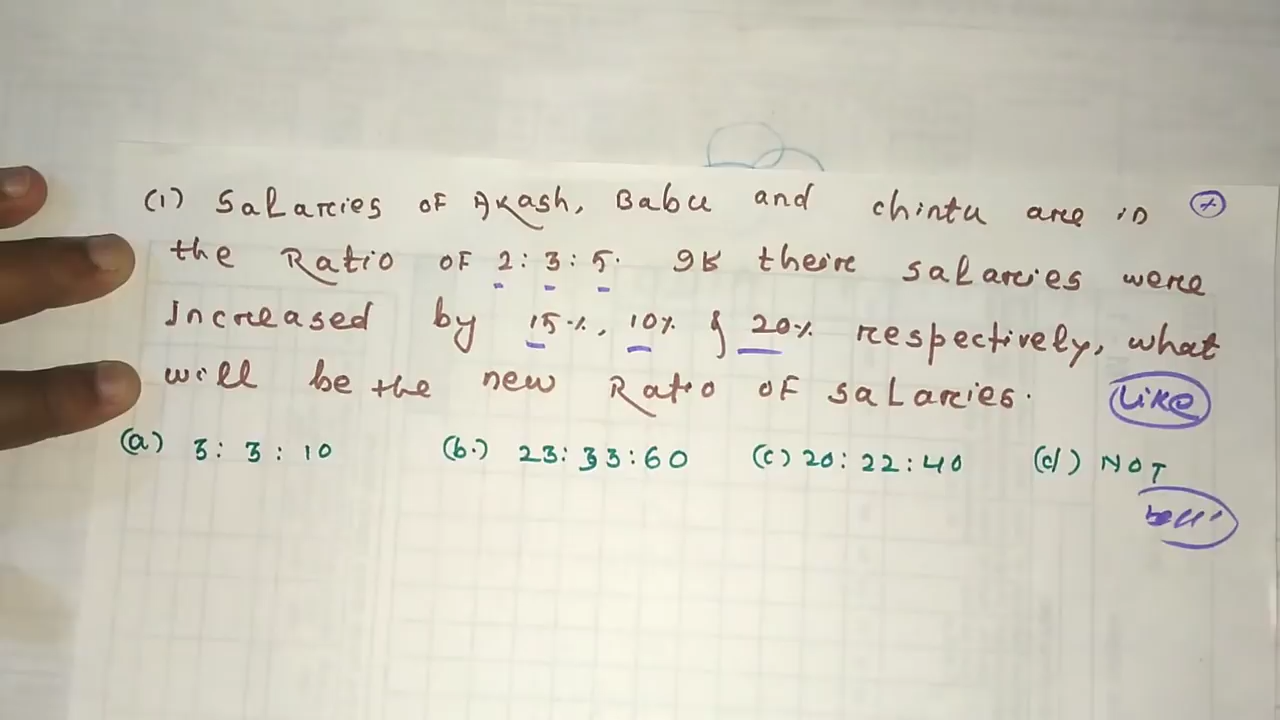 (1) Salaries of Akash, Babu and chintu are in +
the Ratio of 2 : 3 : 5. If their salaries were
increased by 15%, 10% & 20% respectively, what
will be the new Ratio of salaries. Like
(a) 3 : 3 : 10 (b.) 23 : 33 : 60 (c) 20 : 22 : 40 (d) NOT
bell